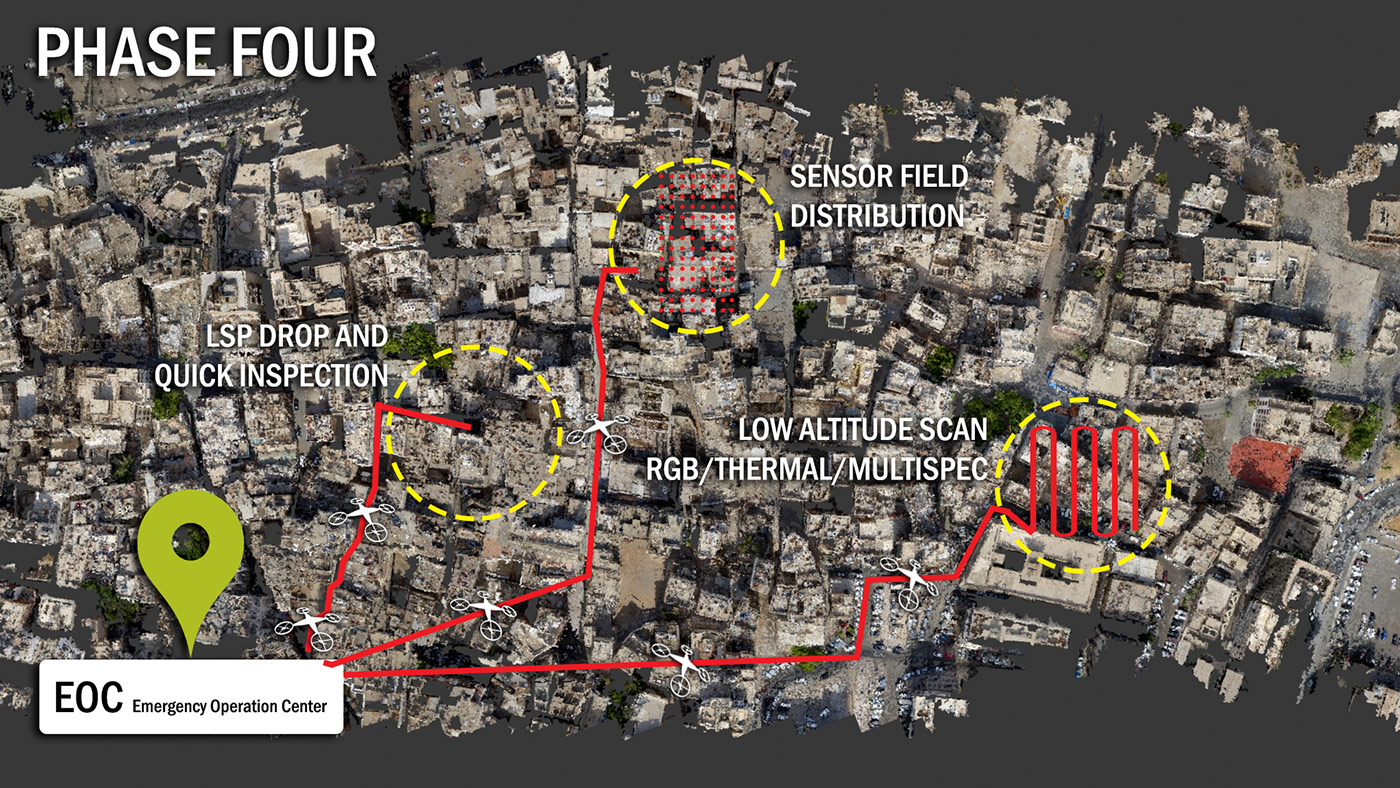 PHASE FOUR
SENSOR FIELD
DISTRIBUTION
LSP DROP AND
QUICK INSPECTION
LOW ALTITUDE SCAN
RGB/THERMAL/MULTISPEC
EOC Emergency Operation Center